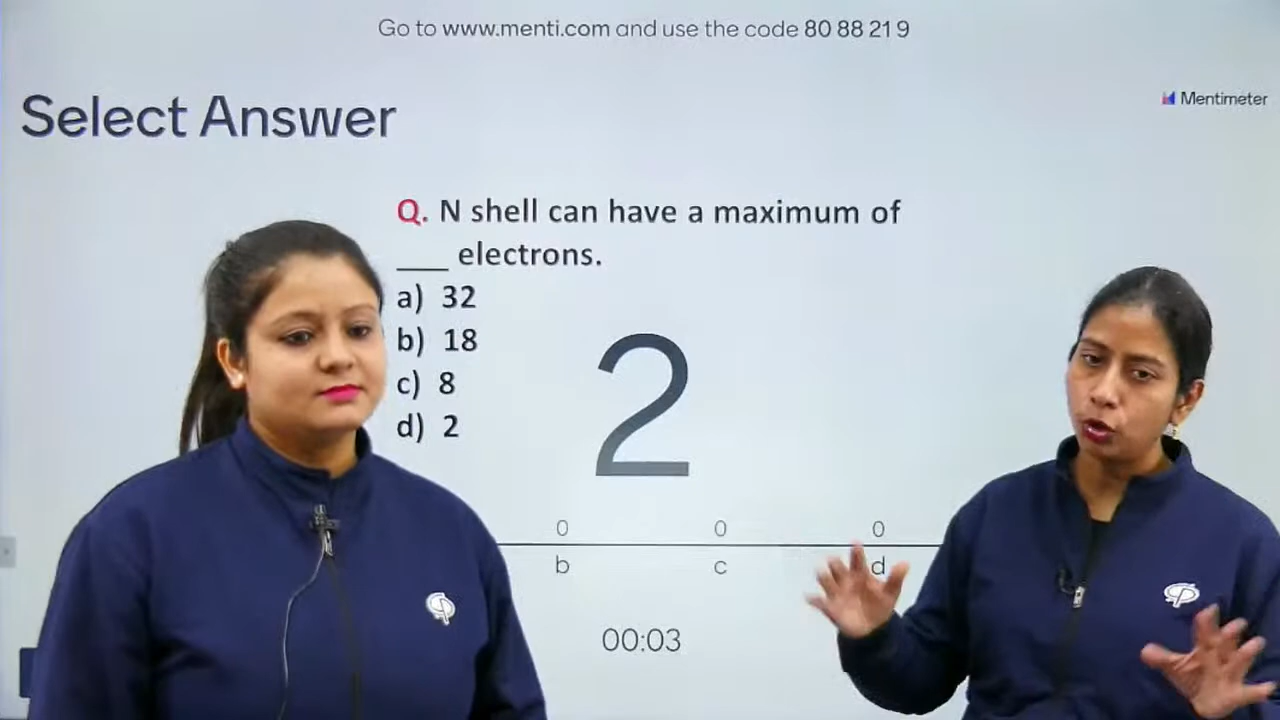 Go to www.menti.com and use the code 80 88 21 9
Select Answer
Mentimeter
Q. N shell can have a maximum of
___ electrons.
a) 32
b) 18
c) 8
d) 2
2
0 0 0
b c d
00:03